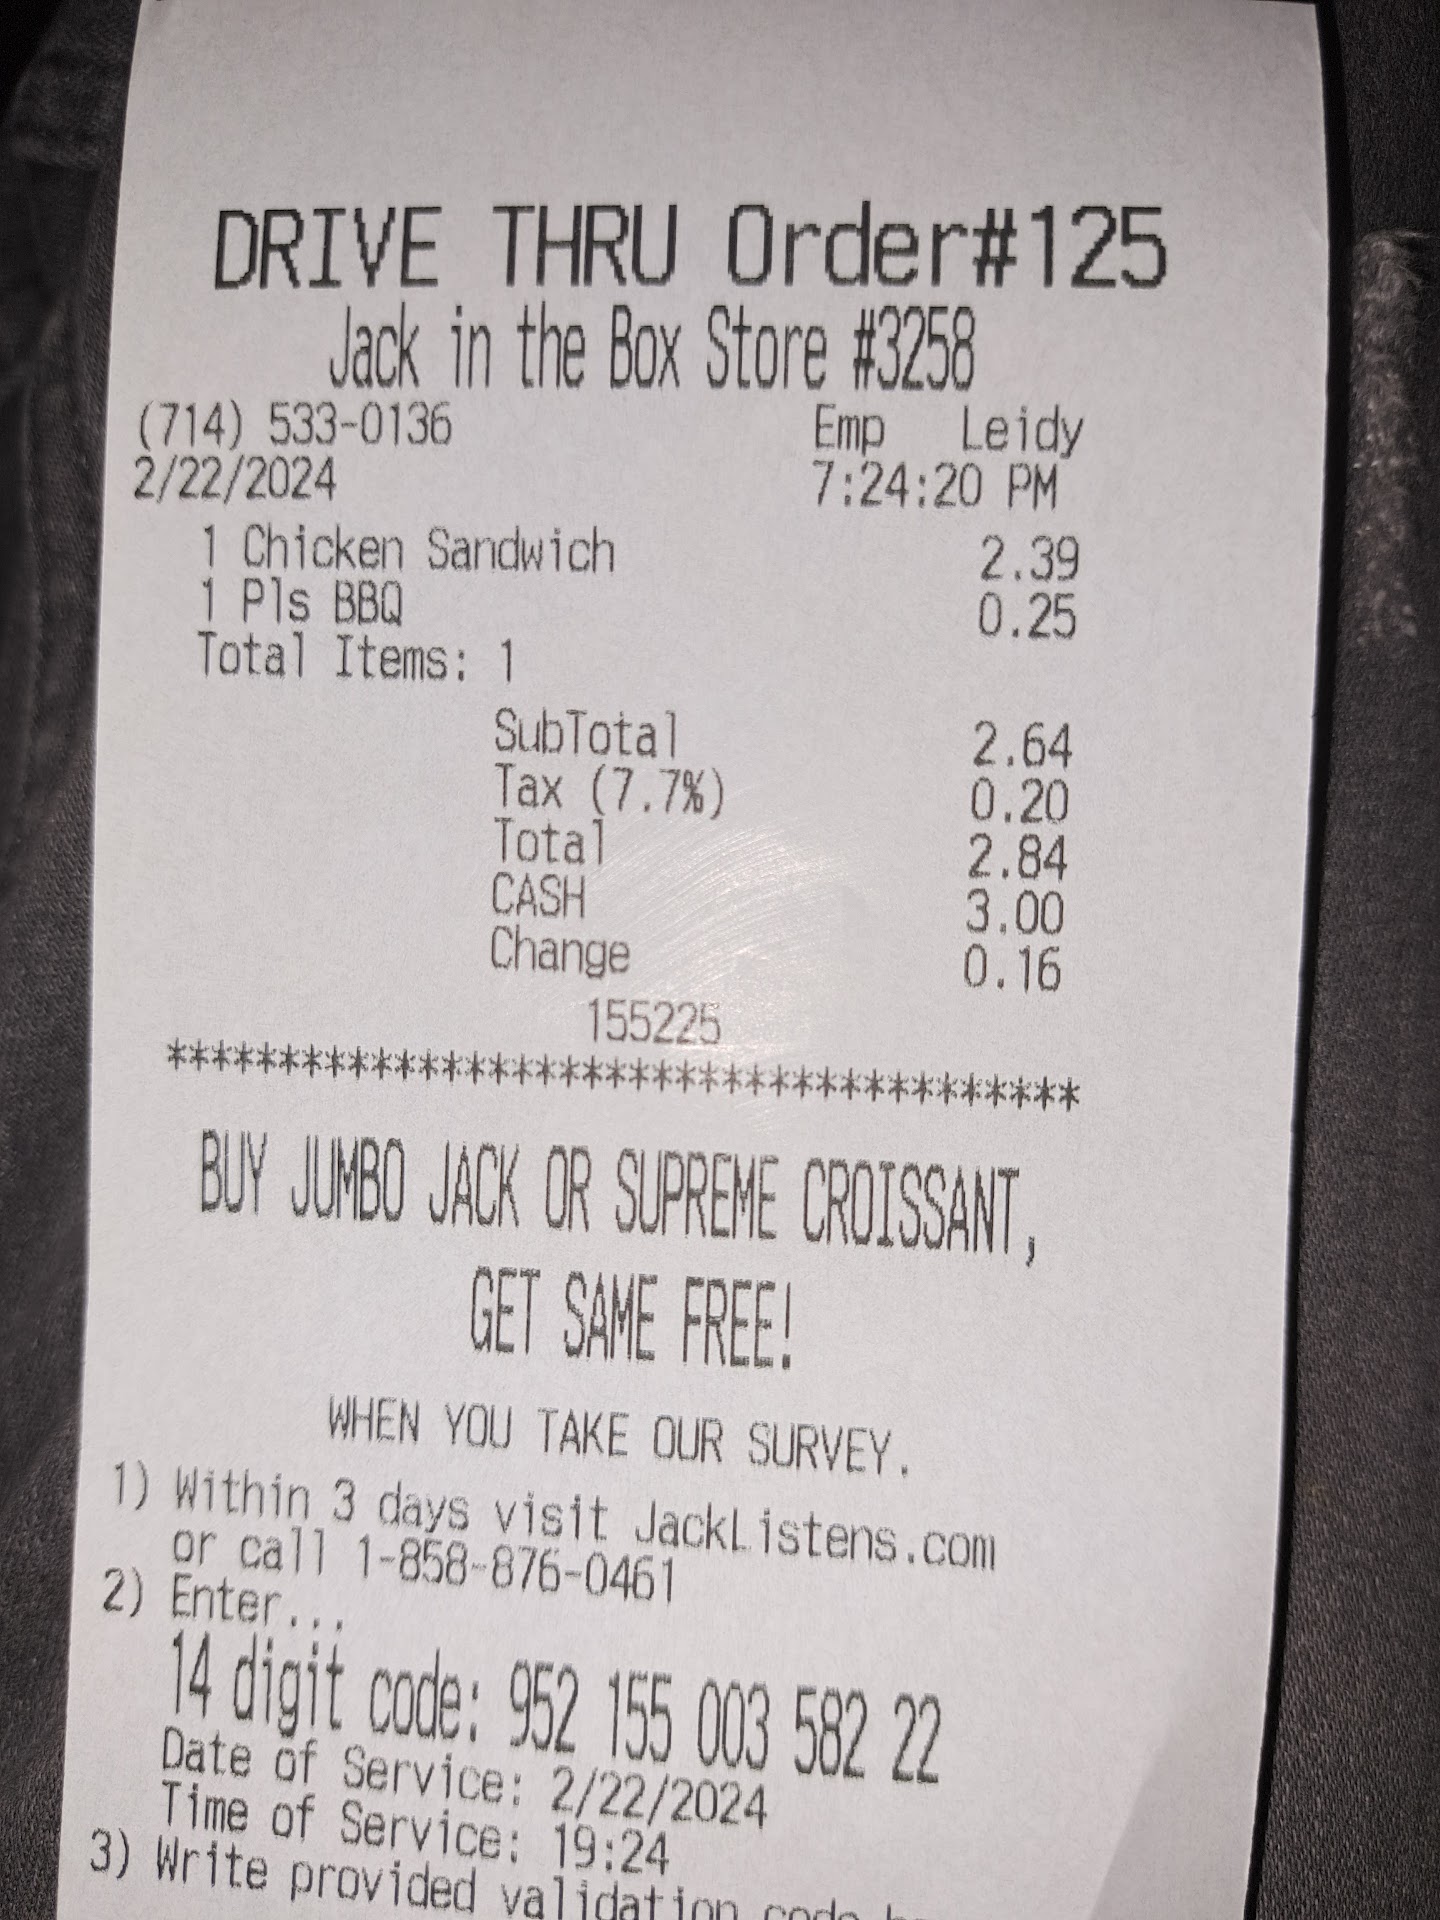 DRIVE THRU Order#125
Jack in the Box Store #3258
(714) 533-0136 Emp Leidy
2/22/2024 7:24:20 PM
1 Chicken Sandwich 2.39
1 Pls BBQ 0.25
Total Items: 1
SubTotal 2.64
Tax (7.7%) 0.20
Total 2.84
CASH 3.00
Change 0.16
155225
***************************************
BUY JUMBO JACK OR SUPREME CROISSANT,
GET SAME FREE!
WHEN YOU TAKE OUR SURVEY.
1) Within 3 days visit JackListens.com
or call 1-858-876-0461
2) Enter...
14 digit code: 952 155 003 582 22
Date of Service: 2/22/2024
Time of Service: 19:24
3) Write provided validation code